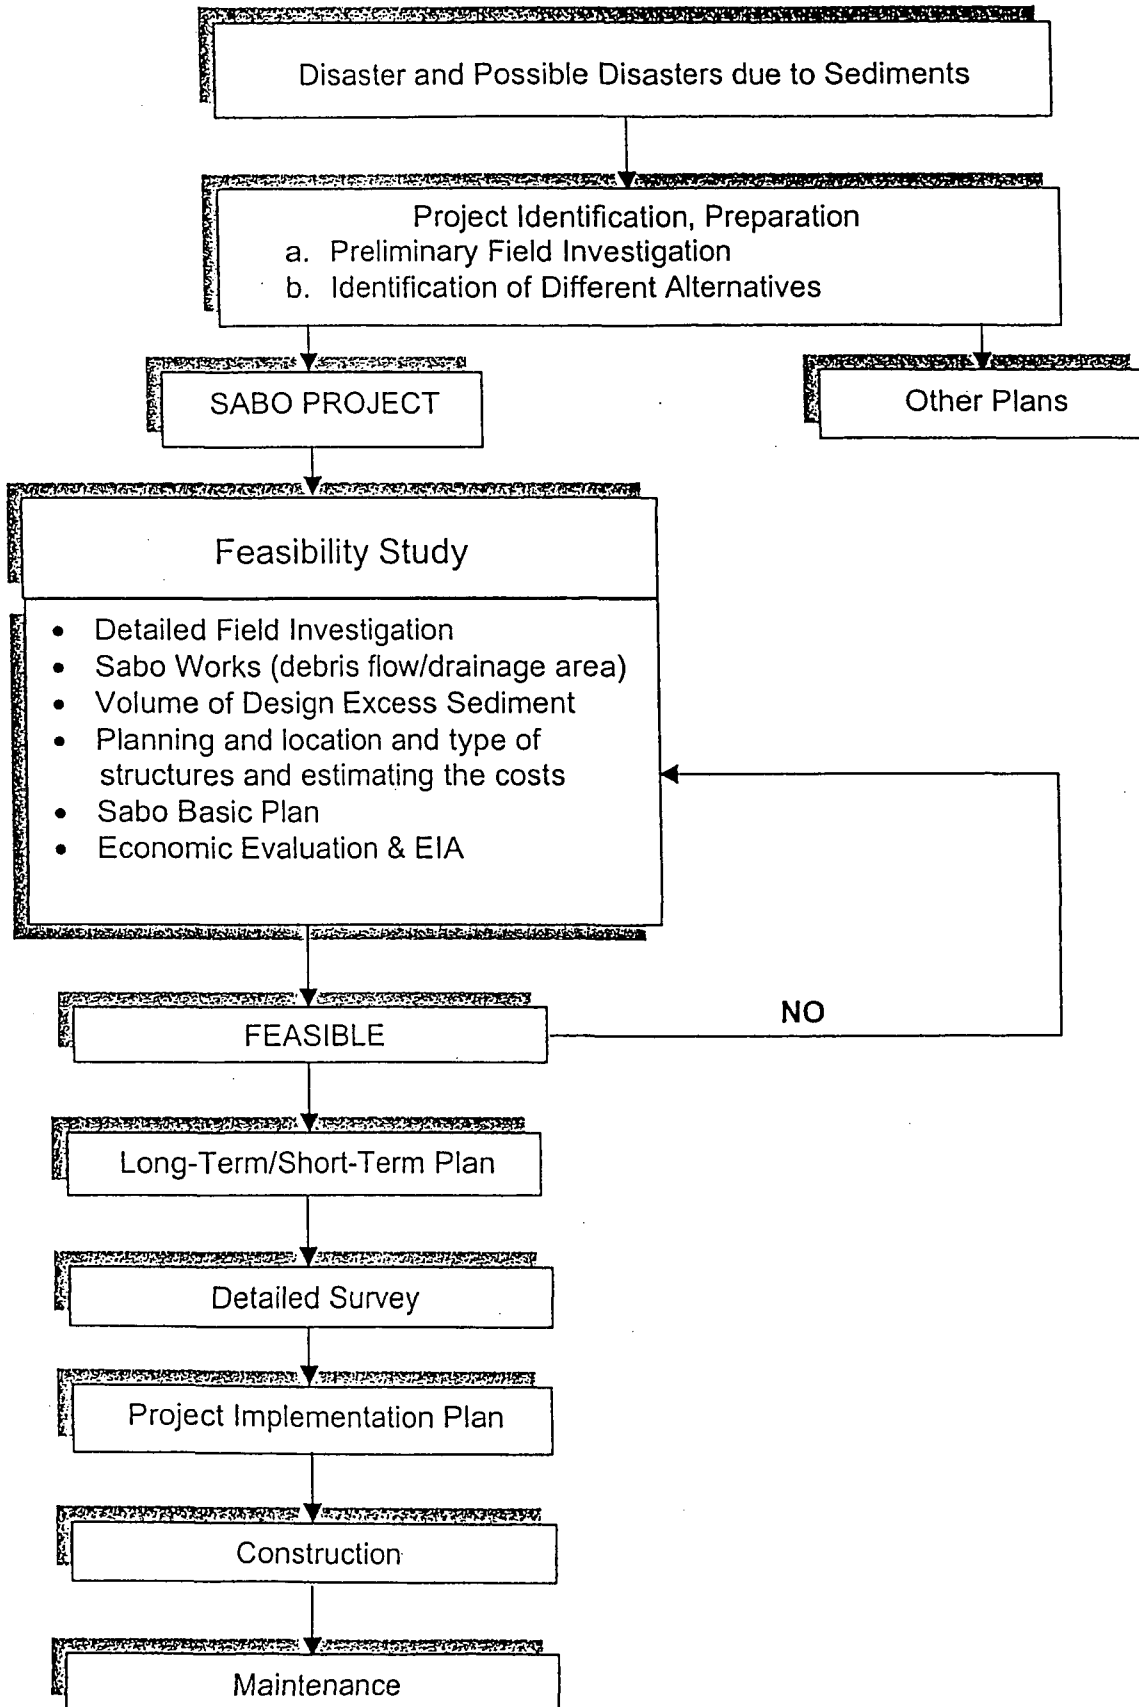 Disaster and Possible Disasters due to Sediments
Project Identification, Preparation
a. Preliminary Field Investigation
b. Identification of Different Alternatives
SABO PROJECT
Other Plans
Feasibility Study
• Detailed Field Investigation
• Sabo Works (debris flow/drainage area)
• Volume of Design Excess Sediment
• Planning and location and type of
structures and estimating the costs
• Sabo Basic Plan
• Economic Evaluation & EIA
FEASIBLE
NO
Long-Term/Short-Term Plan
Detailed Survey
Project Implementation Plan
Construction
Maintenance